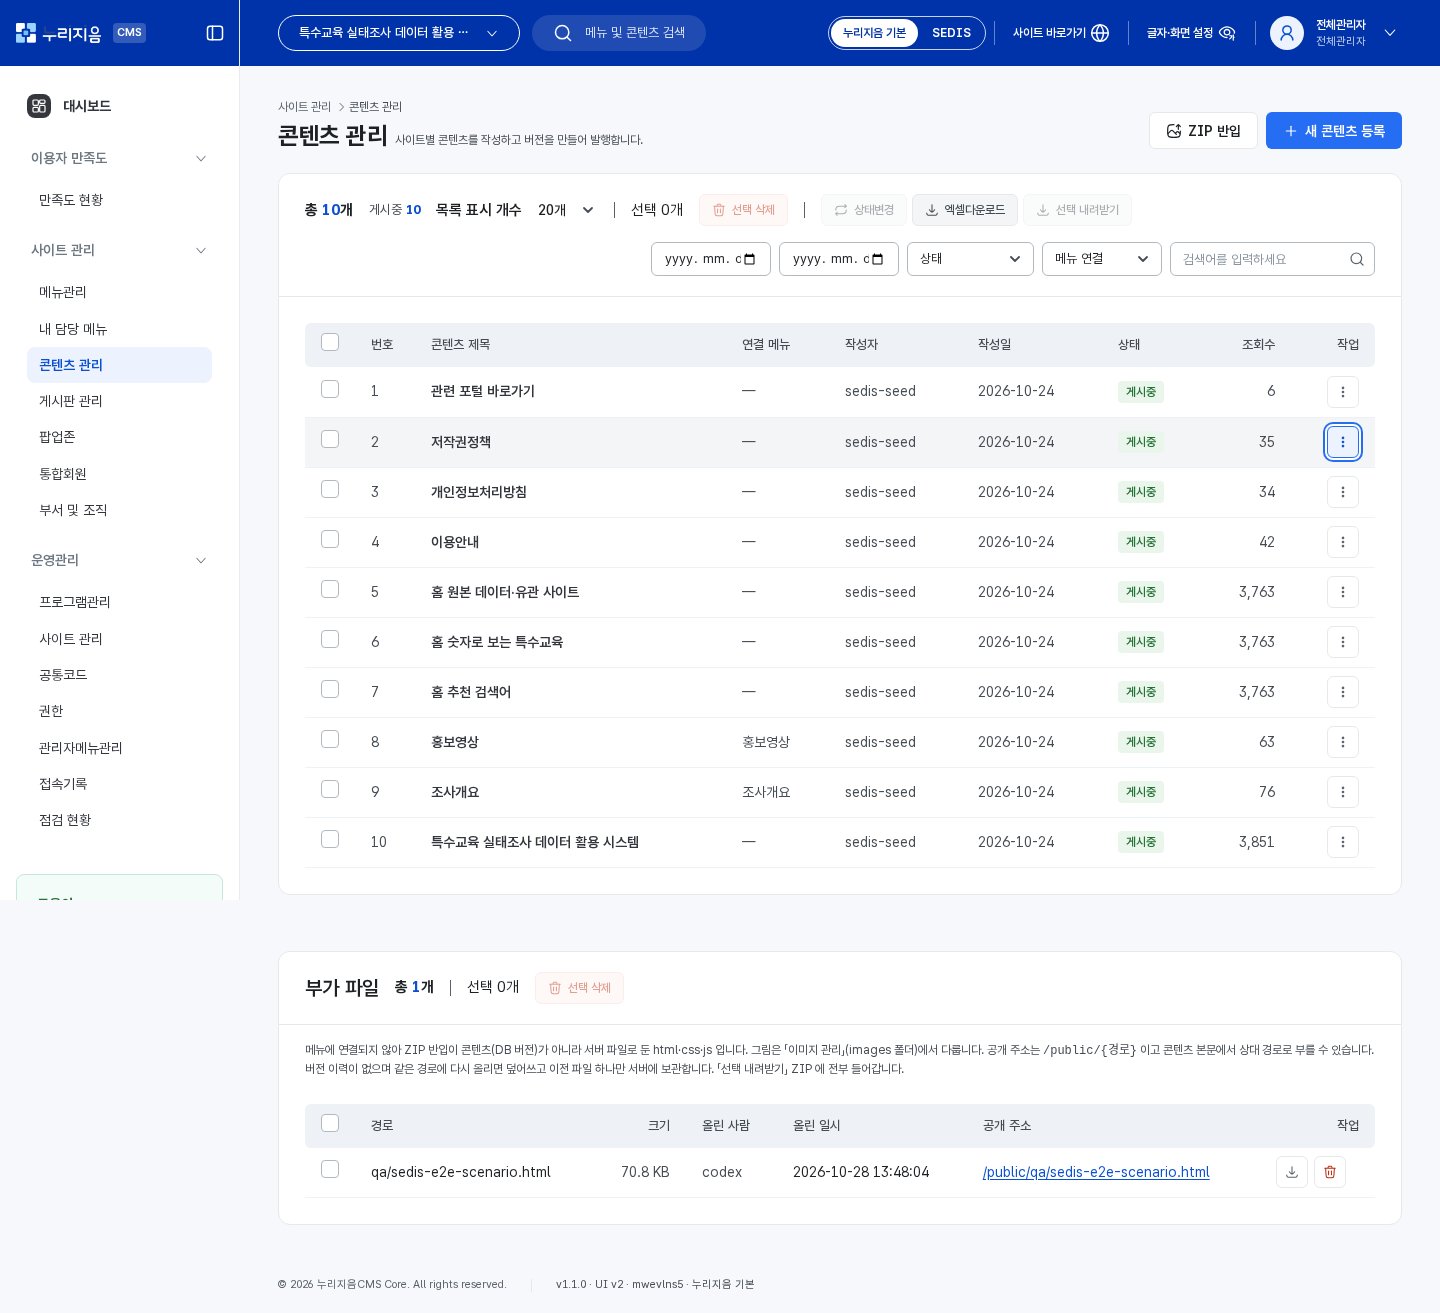 누리지음 CMS
특수교육 실태조사 데이터 활용 ···
메뉴 및 콘텐츠 검색
누리지음 기본 SEDIS
사이트 바로가기
글자·화면 설정
전체관리자
전체관리자
대시보드
이용자 만족도
만족도 현황
사이트 관리
메뉴관리
내 담당 메뉴
콘텐츠 관리
게시판 관리
팝업존
통합회원
부서 및 조직
운영관리
프로그램관리
사이트 관리
공통코드
권한
관리자메뉴관리
접속기록
점검 현황
사이트 관리 > 콘텐츠 관리
콘텐츠 관리 사이트별 콘텐츠를 작성하고 버전을 만들어 발행합니다.
ZIP 반입
새 콘텐츠 등록
총 10개 게시중 10 목록 표시 개수 20개 선택 0개 선택 삭제 상태변경 엑셀다운로드 선택 내려받기
yyyy. mm. d yyyy. mm. d 상태 메뉴 연결 검색어를 입력하세요
번호 콘텐츠 제목 연결 메뉴 작성자 작성일 상태 조회수 작업
1 관련 포털 바로가기 — sedis-seed 2026-10-24 게시중 6
2 저작권정책 — sedis-seed 2026-10-24 게시중 35
3 개인정보처리방침 — sedis-seed 2026-10-24 게시중 34
4 이용안내 — sedis-seed 2026-10-24 게시중 42
5 홈 원본 데이터·유관 사이트 — sedis-seed 2026-10-24 게시중 3,763
6 홈 숫자로 보는 특수교육 — sedis-seed 2026-10-24 게시중 3,763
7 홈 추천 검색어 — sedis-seed 2026-10-24 게시중 3,763
8 홍보영상 홍보영상 sedis-seed 2026-10-24 게시중 63
9 조사개요 조사개요 sedis-seed 2026-10-24 게시중 76
10 특수교육 실태조사 데이터 활용 시스템 — sedis-seed 2026-10-24 게시중 3,851
부가 파일 총 1개 선택 0개 선택 삭제
메뉴에 연결되지 않아 ZIP 반입이 콘텐츠(DB 버전)가 아니라 서버 파일로 둔 html·css·js 입니다. 그림은 「이미지 관리」(images 폴더)에서 다룹니다. 공개 주소는 /public/{경로} 이고 콘텐츠 본문에서 상대 경로로 부를 수 있습니다.
버전 이력이 없으며 같은 경로에 다시 올리면 덮어쓰고 이전 파일 하나만 서버에 보관합니다. 「선택 내려받기」 ZIP 에 전부 들어갑니다.
경로 크기 올린 사람 올린 일시 공개 주소 작업
qa/sedis-e2e-scenario.html 70.8 KB codex 2026-10-28 13:48:04 /public/qa/sedis-e2e-scenario.html
© 2026 누리지음CMS Core. All rights reserved. v1.1.0 · UI v2 · mwevlns5 · 누리지음 기본